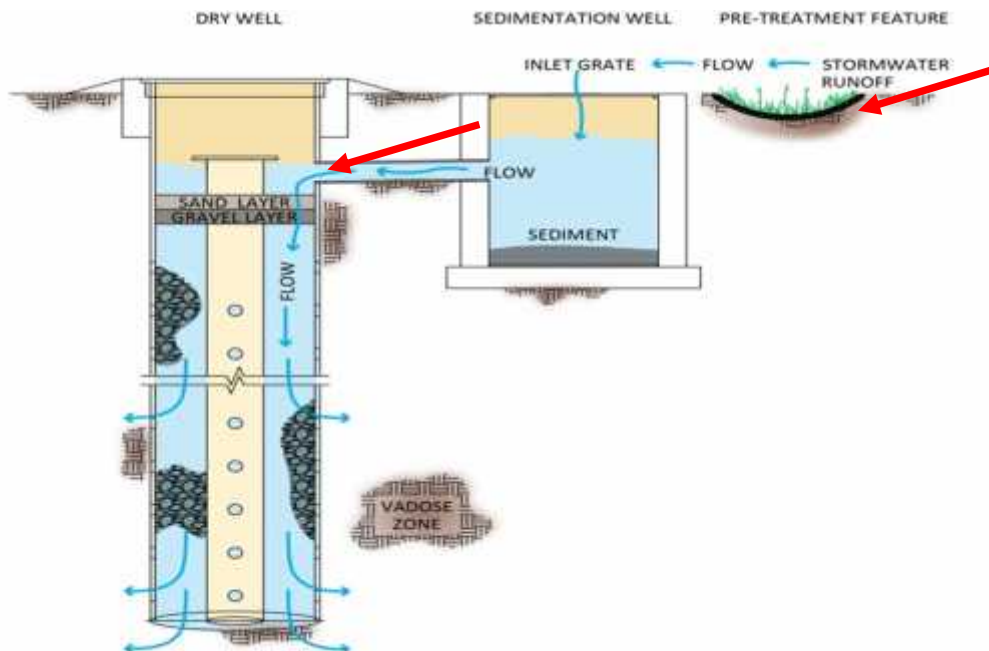 DRY WELL
SEDIMENTATION WELL
PRE-TREATMENT FEATURE
INLET GRATE
FLOW
STORMWATER
RUNOFF
FLOW
SAND LAYER
GRAVEL LAYER
SEDIMENT
FLOW
VADOSE
ZONE